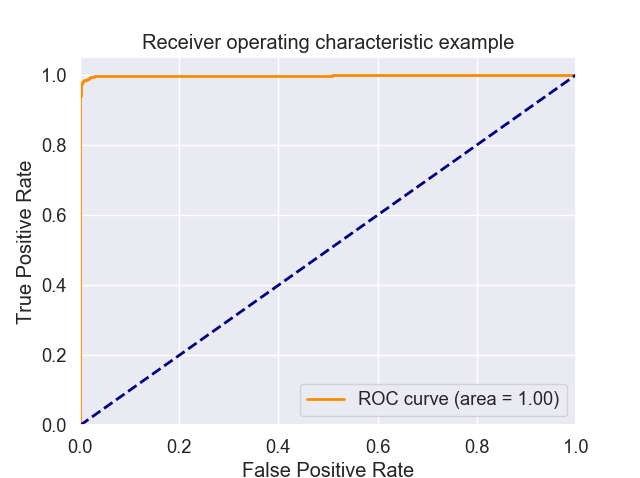 Receiver operating characteristic example
True Positive Rate
1.0
0.8
0.6
0.4
0.2
0.0
ROC curve (area = 1.00)
0.0 0.2 0.4 0.6 0.8 1.0
False Positive Rate